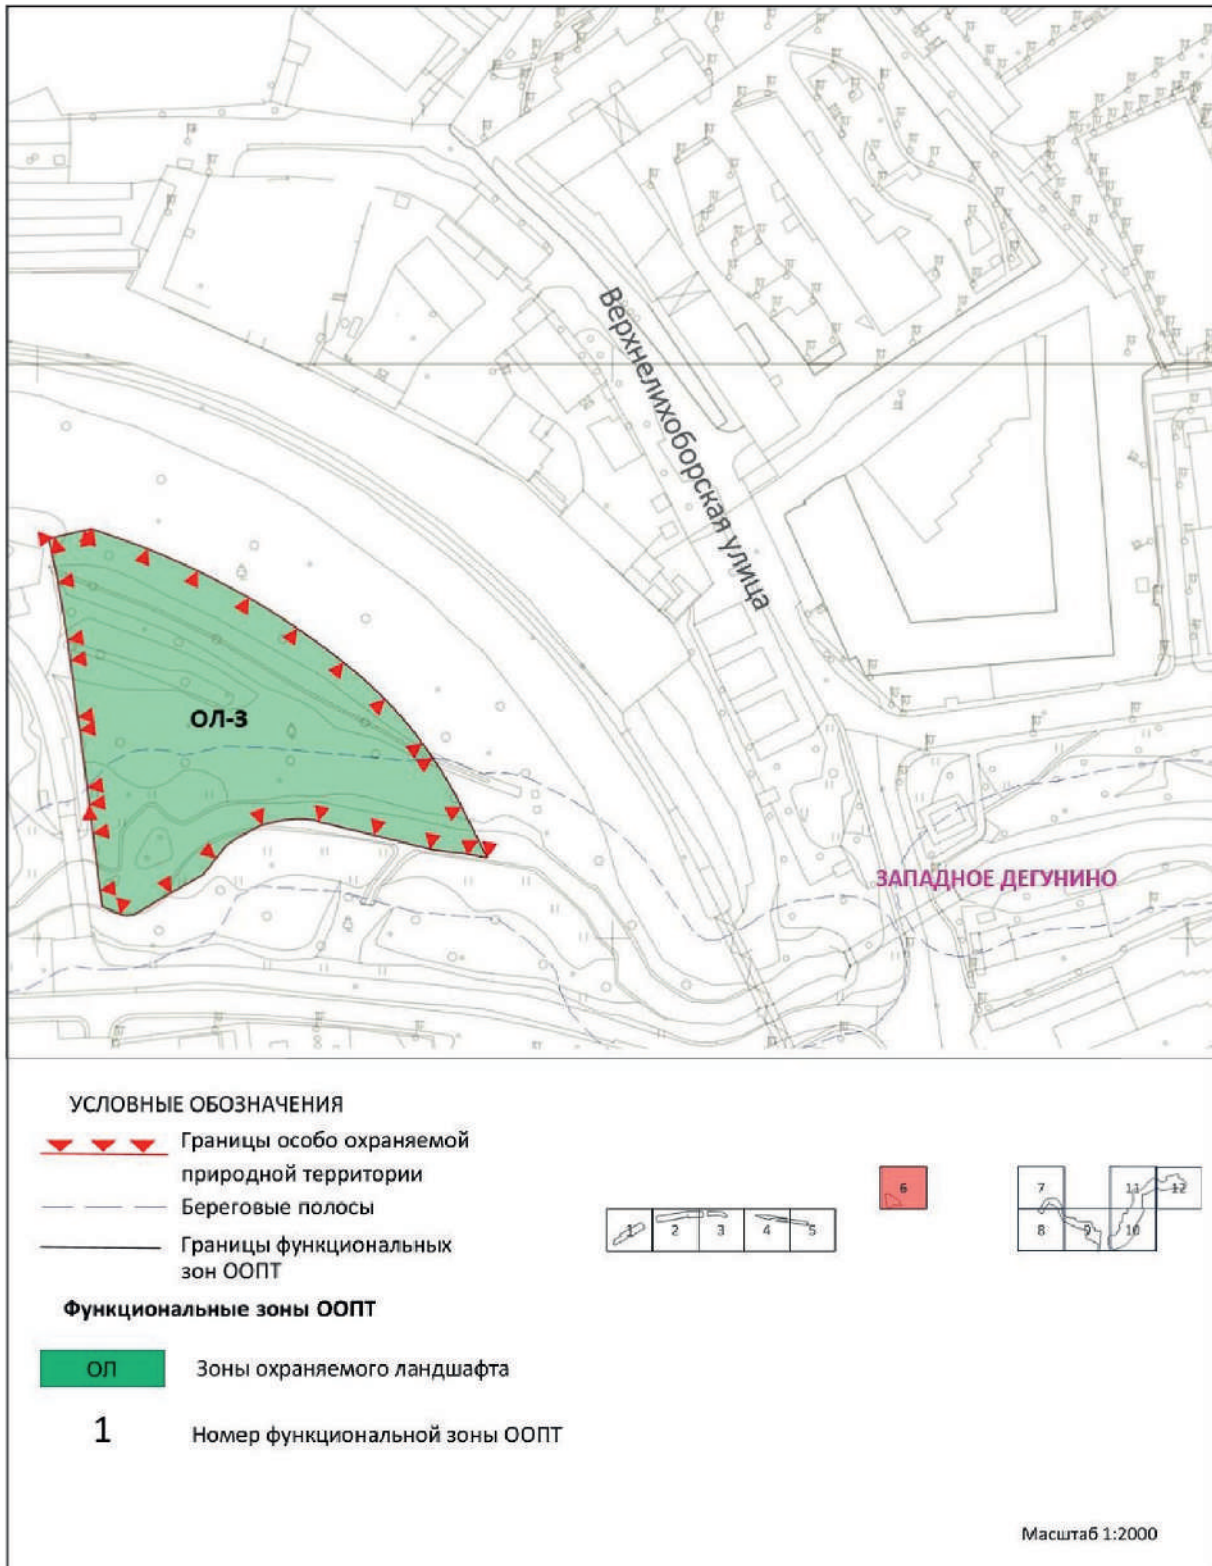 Верхнелихоборская улица
ОЛ-3
ЗАПАДНОЕ ДЕГУНИНО
УСЛОВНЫЕ ОБОЗНАЧЕНИЯ
Границы особо охраняемой
природной территории
Береговые полосы
Границы функциональных
зон ООПТ
Функциональные зоны ООПТ
ОЛ
Зоны охраняемого ландшафта
1
Номер функциональной зоны ООПТ
1 2 3 4 5
6
7 11 12
8 9 10
Масштаб 1:2000